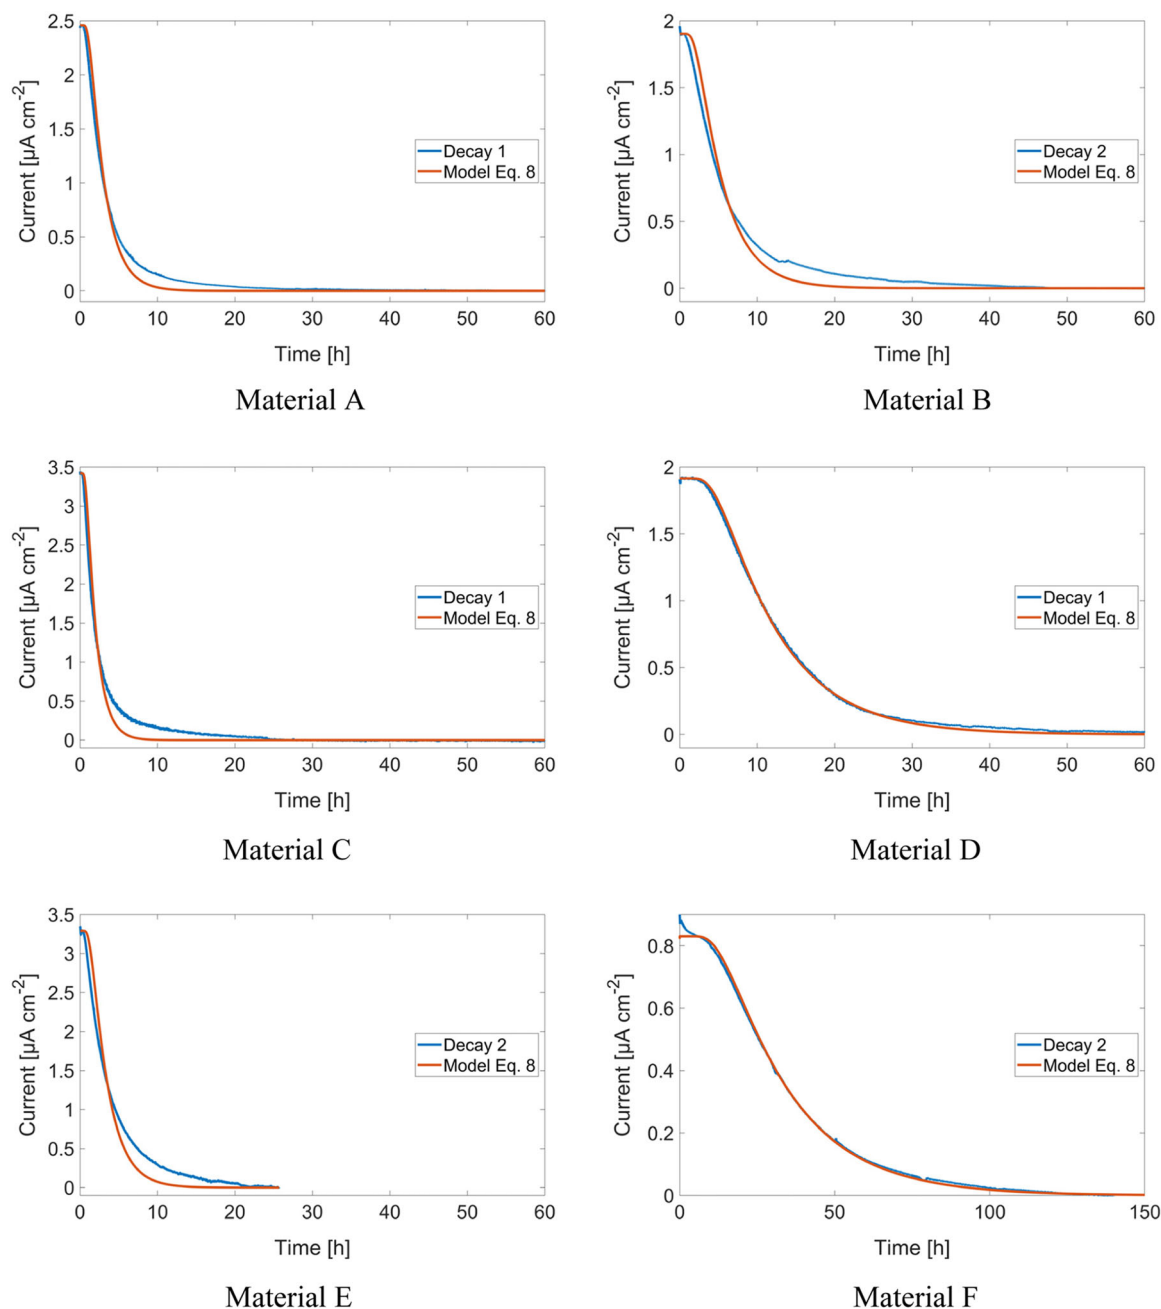 2.5
2
1.5
1
0.5
0
Current [µA cm-2]
Decay 1
Model Eq. 8
0 10 20 30 40 50 60
Time [h]
Material A
2
1.5
1
0.5
0
Current [µA cm-2]
Decay 2
Model Eq. 8
0 10 20 30 40 50 60
Time [h]
Material B
3.5
3
2.5
2
1.5
1
0.5
0
Current [µA cm-2]
Decay 1
Model Eq. 8
0 10 20 30 40 50 60
Time [h]
Material C
2
1.5
1
0.5
0
Current [µA cm-2]
Decay 1
Model Eq. 8
0 10 20 30 40 50 60
Time [h]
Material D
3.5
3
2.5
2
1.5
1
0.5
0
Current [µA cm-2]
Decay 2
Model Eq. 8
0 10 20 30 40 50 60
Time [h]
Material E
0.8
0.6
0.4
0.2
0
Current [µA cm-2]
Decay 2
Model Eq. 8
0 50 100 150
Time [h]
Material F